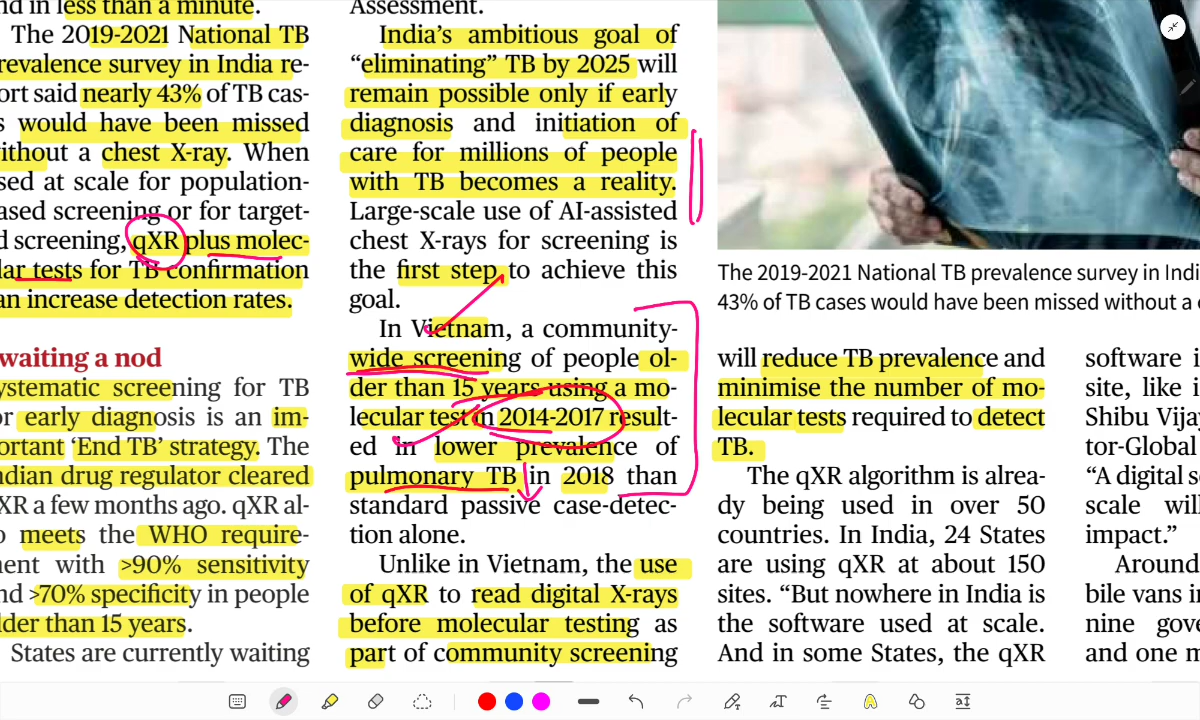 nd in less than a minute.
The 2019-2021 National TB
revalence survey in India re-
ort said nearly 43% of TB cas-
s would have been missed
ithout a chest X-ray. When
sed at scale for population-
ased screening or for target-
d screening, qXR plus molec-
lar tests for TB confirmation
an increase detection rates.
waiting a nod
ystematic screening for TB
or early diagnosis is an im-
ortant ‘End TB’ strategy. The
ndian drug regulator cleared
XR a few months ago. qXR al-
o meets the WHO require-
ment with >90% sensitivity
nd >70% specificity in people
lder than 15 years.
States are currently waiting
Assessment.
India’s ambitious goal of
“eliminating” TB by 2025 will
remain possible only if early
diagnosis and initiation of
care for millions of people
with TB becomes a reality.
Large-scale use of AI-assisted
chest X-rays for screening is
the first step to achieve this
goal.
In Vietnam, a community-
wide screening of people ol-
der than 15 years using a mo-
lecular test in 2014-2017 result-
ed in lower prevalence of
pulmonary TB in 2018 than
standard passive case-detec-
tion alone.
Unlike in Vietnam, the use
of qXR to read digital X-rays
before molecular testing as
part of community screening
The 2019-2021 National TB prevalence survey in Indi
43% of TB cases would have been missed without a c
will reduce TB prevalence and
minimise the number of mo-
lecular tests required to detect
TB.
The qXR algorithm is alrea-
dy being used in over 50
countries. In India, 24 States
are using qXR at about 150
sites. “But nowhere in India is
the software used at scale.
And in some States, the qXR
software i
site, like i
Shibu Vijay
tor-Global
“A digital s
scale will
impact.”
Around
bile vans i
nine gove
and one m